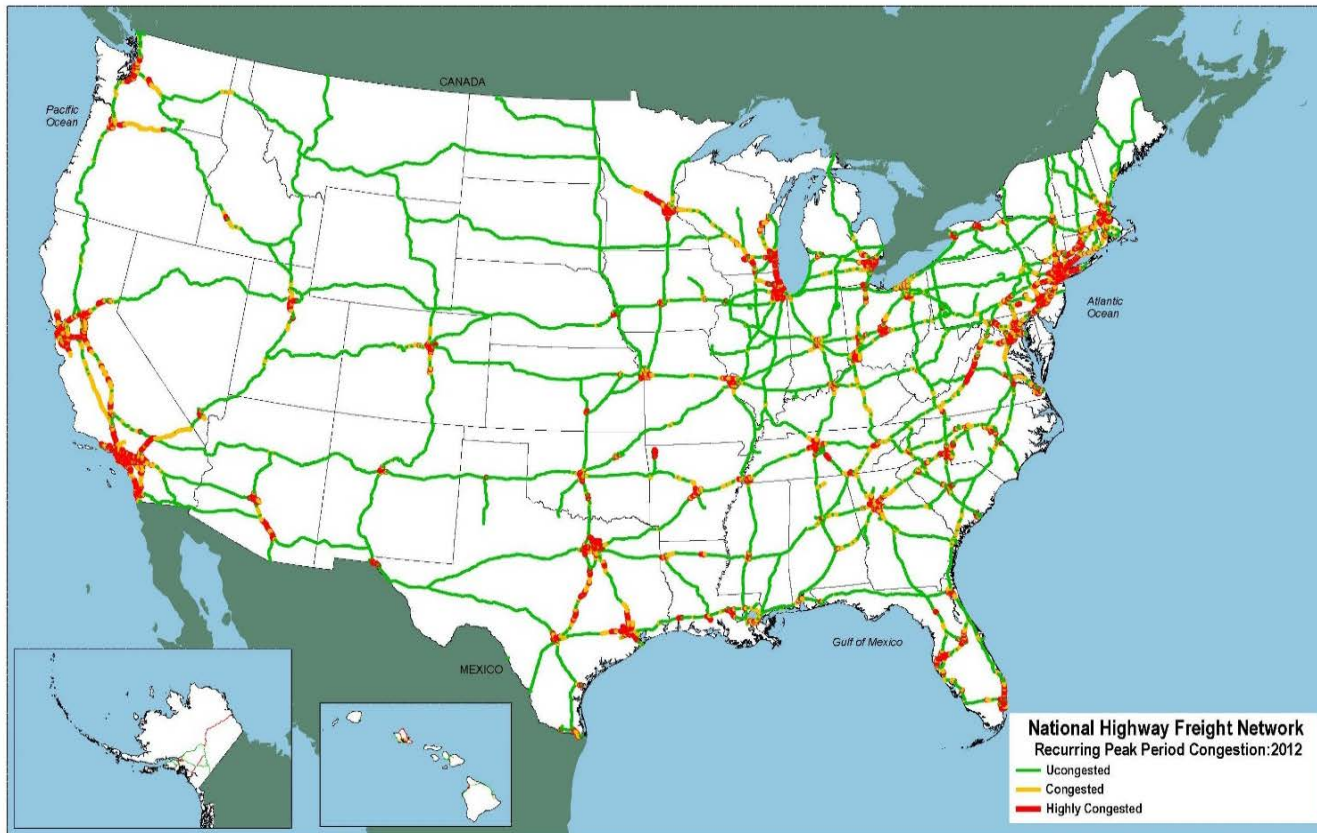 CANADA
Pacific
Ocean
Atlantic
Ocean
Gulf of Mexico
MEXICO
National Highway Freight Network
Recurring Peak Period Congestion:2012
Ucongested
Congested
Highly Congested